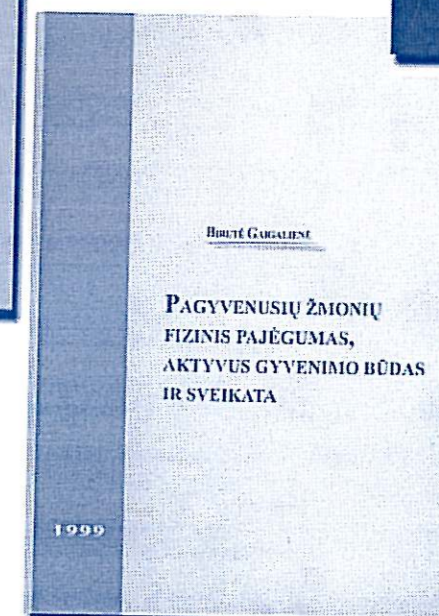 BIRUTĖ GAIGALIENĖ
PAGYVENUSIŲ ŽMONIŲ
FIZINIS PAJĖGUMAS,
AKTYVUS GYVENIMO BŪDAS
IR SVEIKATA
1999